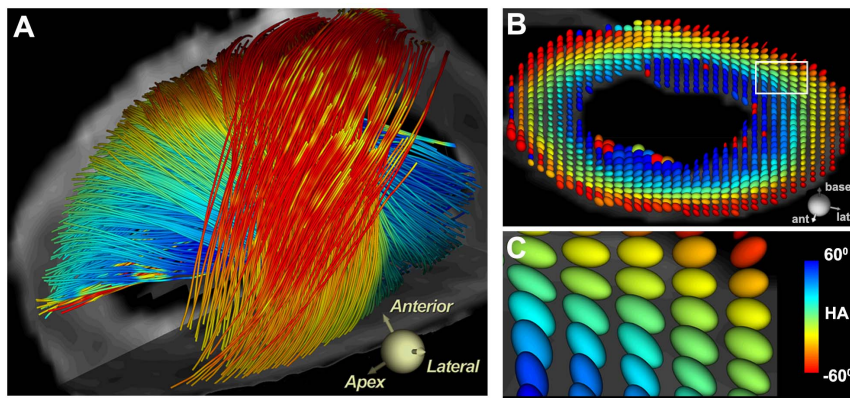 A
Anterior
Lateral
Apex
B
base
lat
ant
C
60⁰
HA
-60⁰